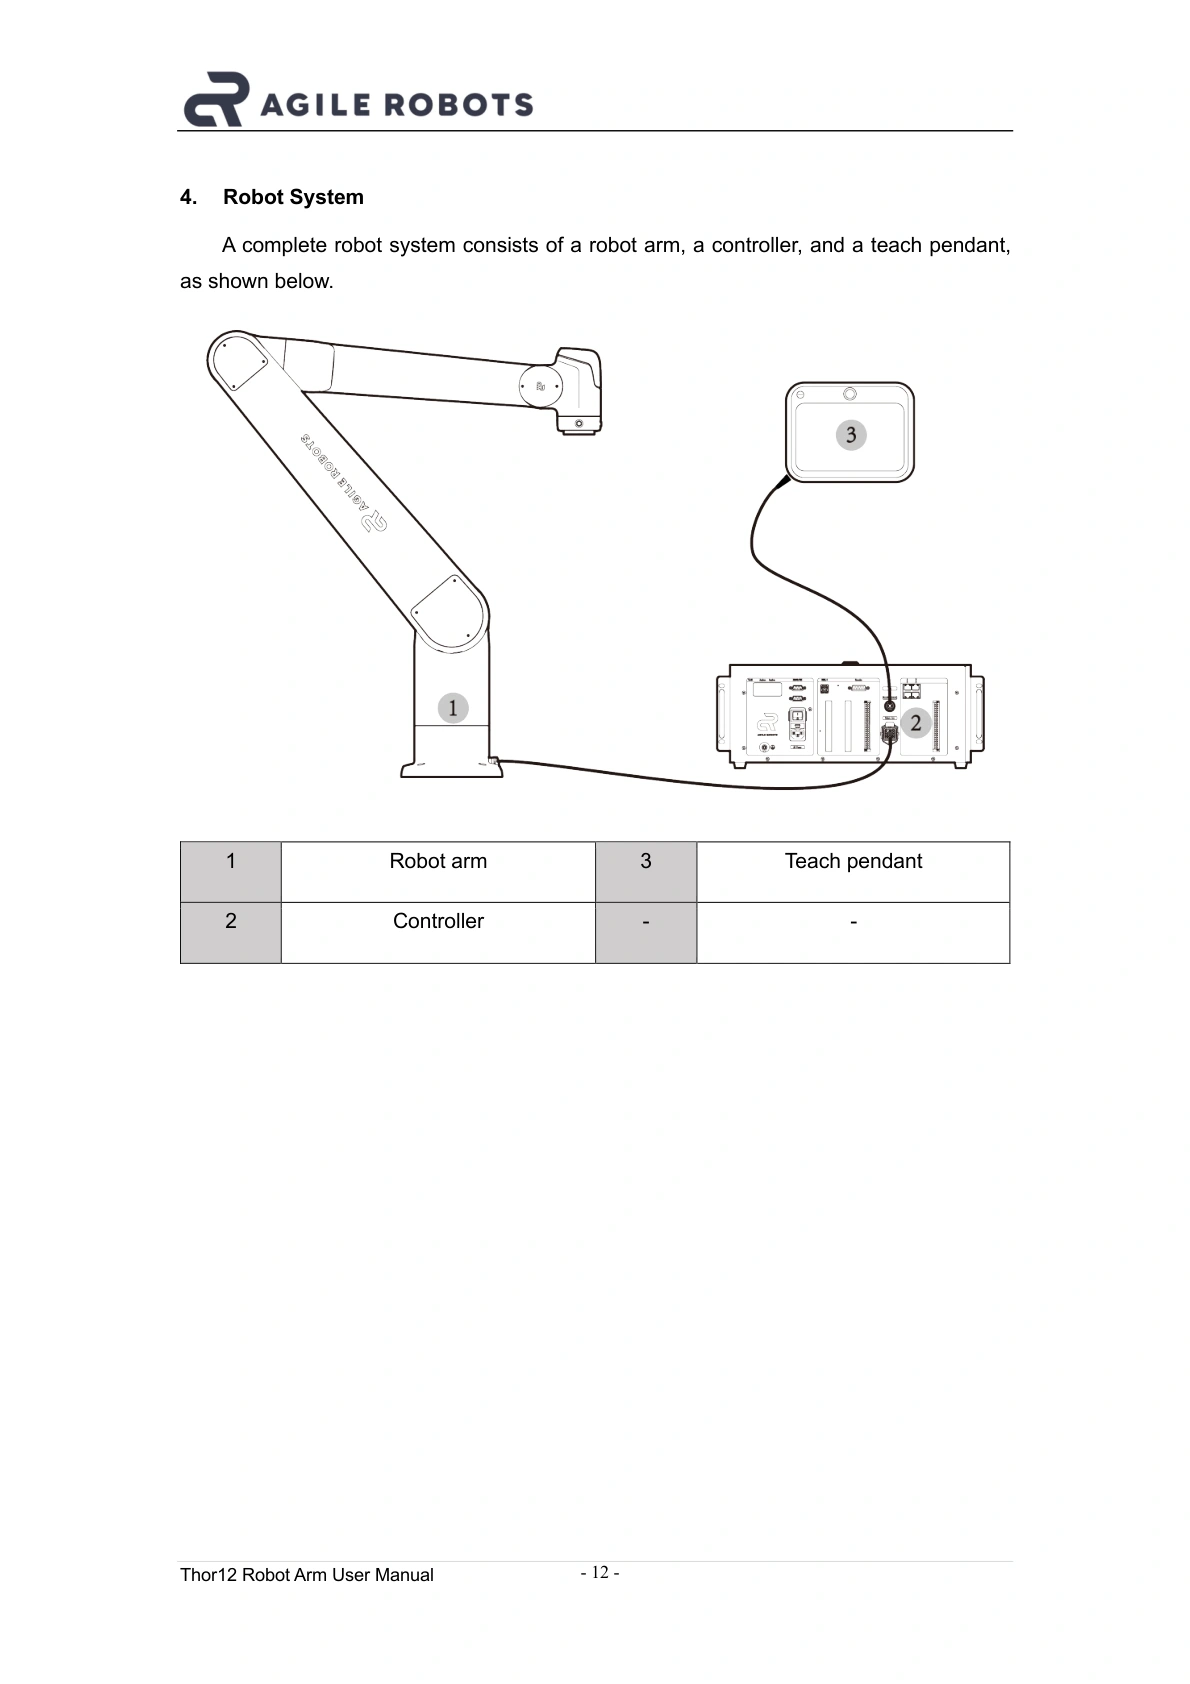 AGILE ROBOTS
4. Robot System
A complete robot system consists of a robot arm, a controller, and a teach pendant,
as shown below.
AGILE ROBOTS
3
1
2
AGILE ROBOTS
1 Robot arm 3 Teach pendant
2 Controller - -
Thor12 Robot Arm User Manual - 12 -